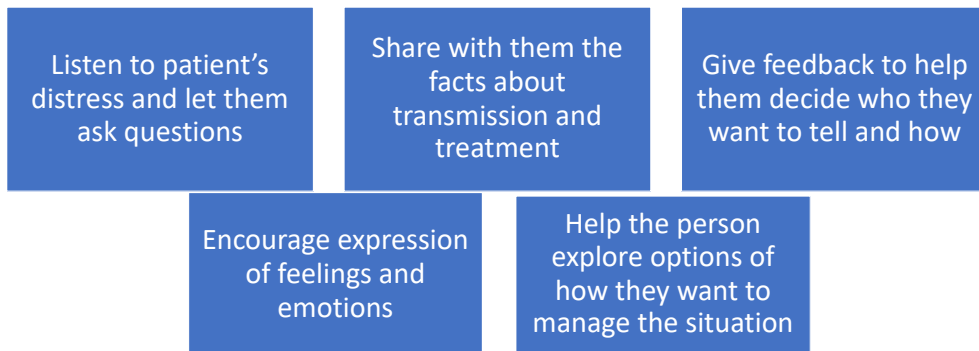 Listen to patient’s
distress and let them
ask questions
Share with them the
facts about
transmission and
treatment
Give feedback to help
them decide who they
want to tell and how
Encourage expression
of feelings and
emotions
Help the person
explore options of
how they want to
manage the situation